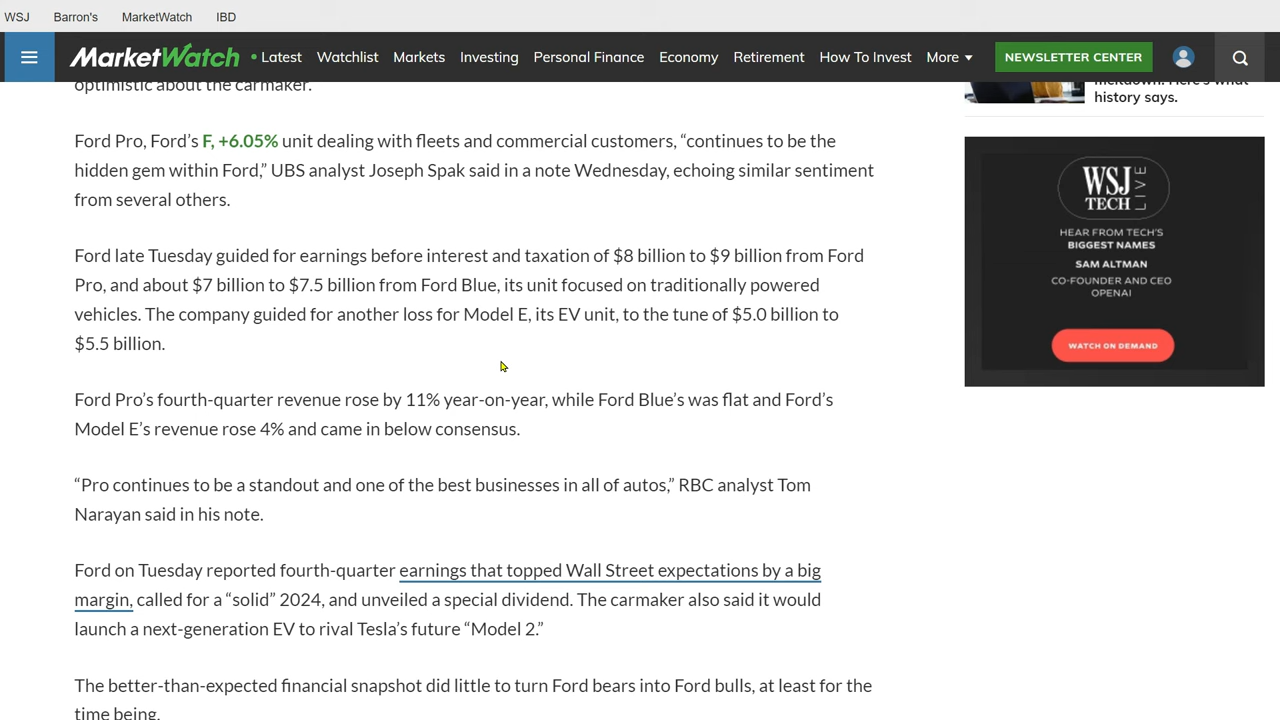 WSJ Barron's MarketWatch IBD
MarketWatch Latest Watchlist Markets Investing Personal Finance Economy Retirement How To Invest More NEWSLETTER CENTER
optimistic about the carmaker.
meltdown. Here's what
history says.
Ford Pro, Ford's F, +6.05% unit dealing with fleets and commercial customers, “continues to be the
hidden gem within Ford,” UBS analyst Joseph Spak said in a note Wednesday, echoing similar sentiment
from several others.
Ford late Tuesday guided for earnings before interest and taxation of $8 billion to $9 billion from Ford
Pro, and about $7 billion to $7.5 billion from Ford Blue, its unit focused on traditionally powered
vehicles. The company guided for another loss for Model E, its EV unit, to the tune of $5.0 billion to
$5.5 billion.
Ford Pro’s fourth-quarter revenue rose by 11% year-on-year, while Ford Blue’s was flat and Ford’s
Model E’s revenue rose 4% and came in below consensus.
“Pro continues to be a standout and one of the best businesses in all of autos,” RBC analyst Tom
Narayan said in his note.
Ford on Tuesday reported fourth-quarter earnings that topped Wall Street expectations by a big
margin, called for a “solid” 2024, and unveiled a special dividend. The carmaker also said it would
launch a next-generation EV to rival Tesla’s future “Model 2.”
The better-than-expected financial snapshot did little to turn Ford bears into Ford bulls, at least for the
time being.
WSJ
TECH
LIVE
HEAR FROM TECH'S
BIGGEST NAMES
SAM ALTMAN
CO-FOUNDER AND CEO
OPENAI
WATCH ON DEMAND